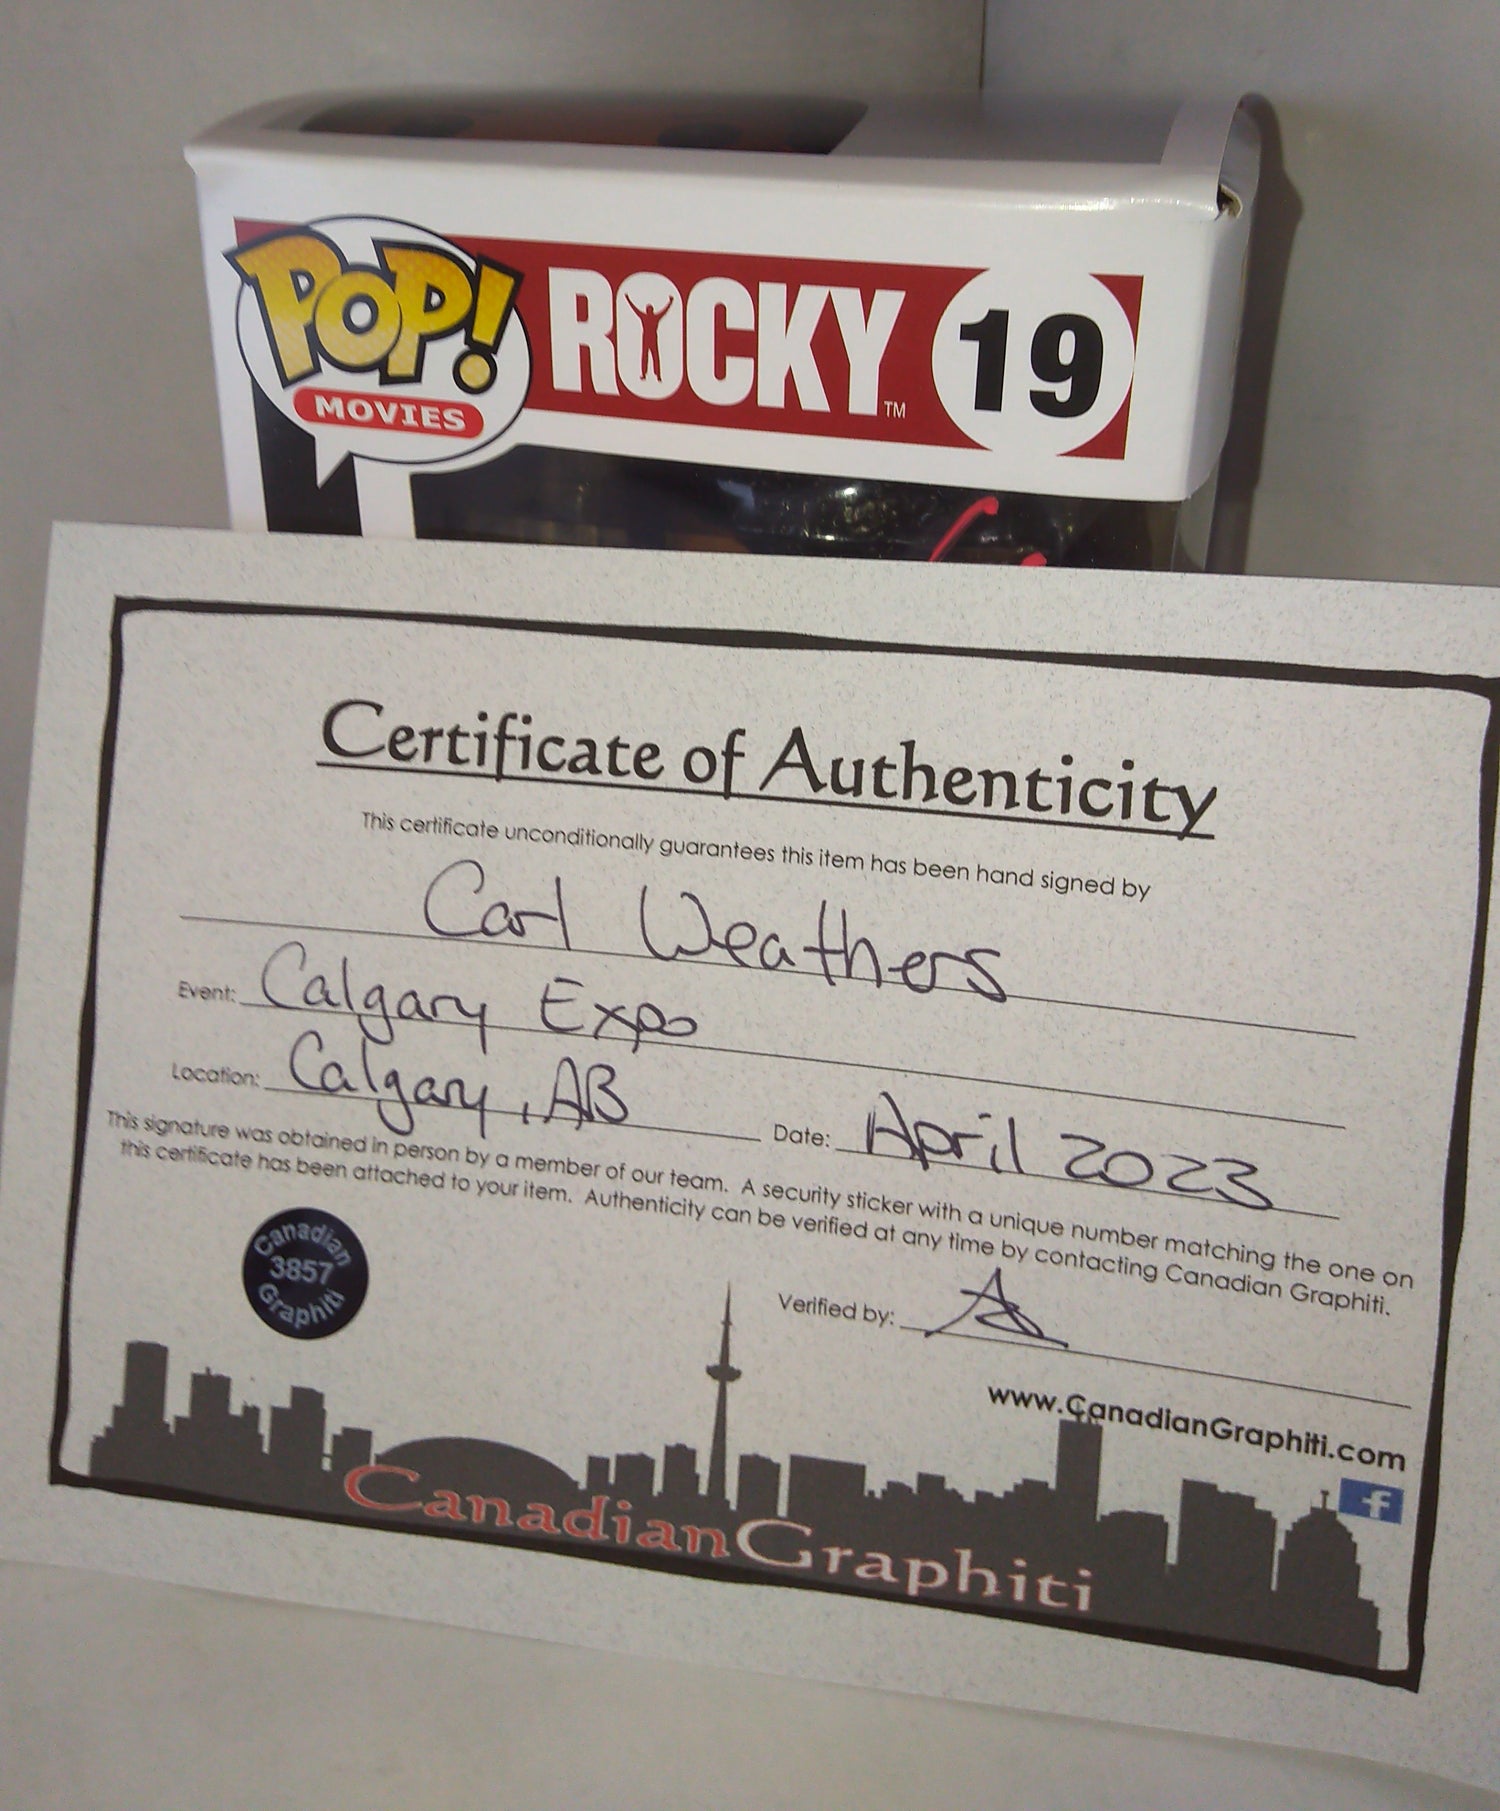 POP!
MOVIES
ROCKY™
19
Certificate of Authenticity
This certificate unconditionally guarantees this item has been hand signed by
Carl Weathers
Event: Calgary Expo
Location: Calgary, AB Date: April 2023
This signature was obtained in person by a member of our team. A security sticker with a unique number matching the one on
this certificate has been attached to your item. Authenticity can be verified at any time by contacting Canadian Graphiti.
Canadian
3857
Graphiti
Verified by:
www.CanadianGraphiti.com
f
CanadianGraphiti